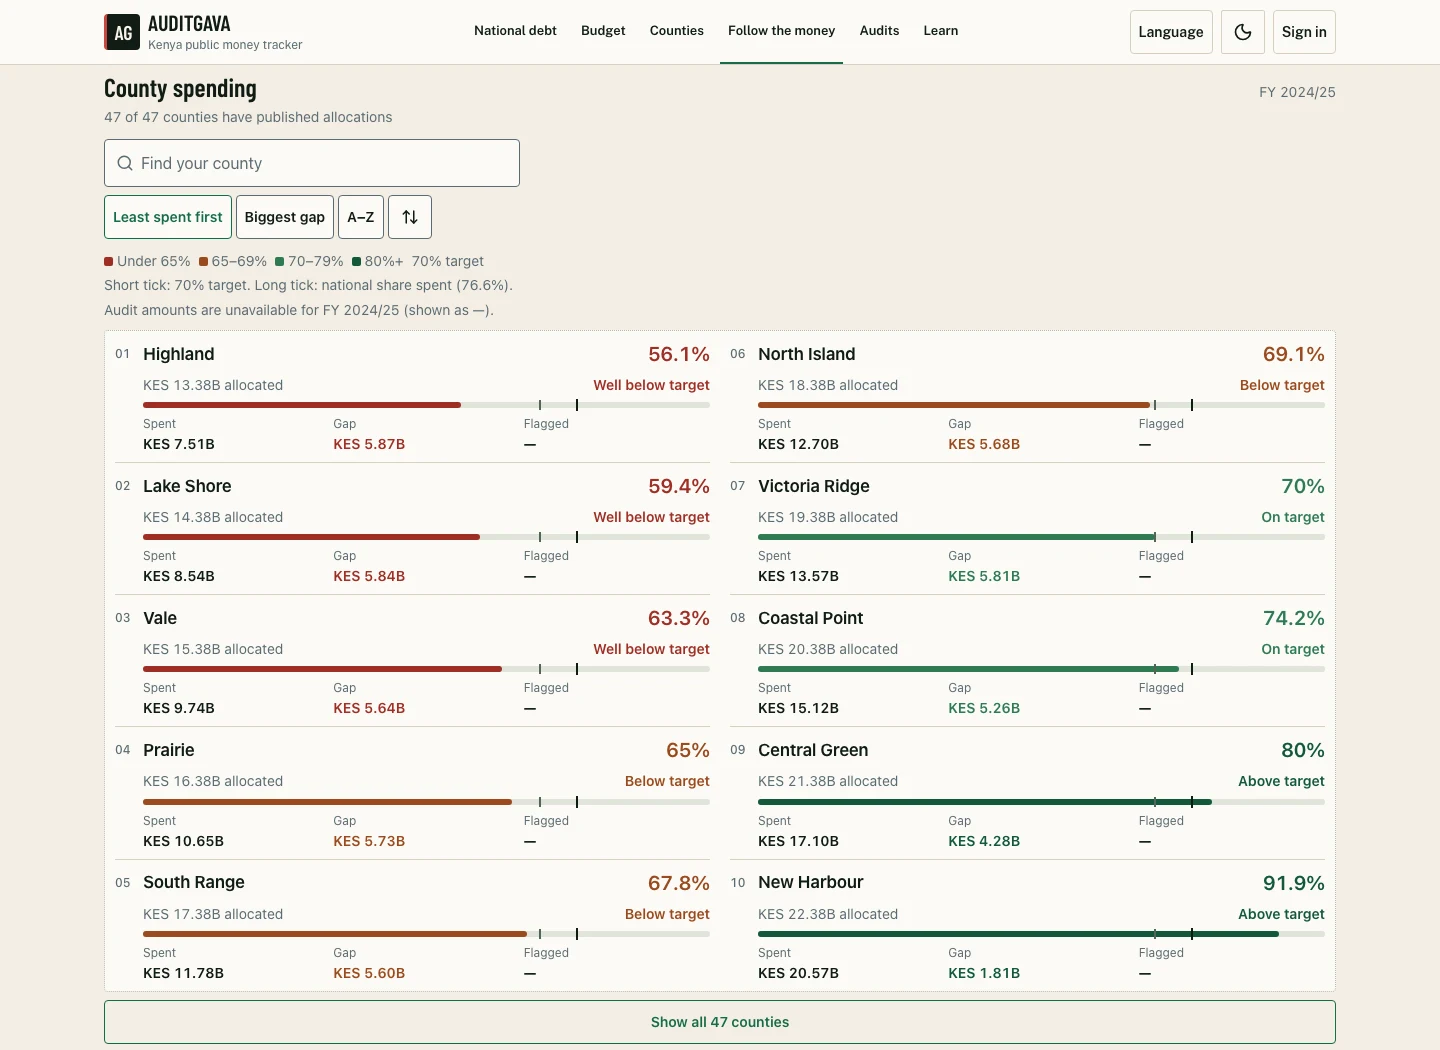 AG
AUDITGAVA
Kenya public money tracker
National debt
Budget
Counties
Follow the money
Audits
Learn
Language
Sign in
County spending
FY 2024/25
47 of 47 counties have published allocations
Find your county
Least spent first
Biggest gap
A–Z
Under 65% 65–69% 70–79% 80%+ 70% target
Short tick: 70% target. Long tick: national share spent (76.6%).
Audit amounts are unavailable for FY 2024/25 (shown as —).
01 Highland 56.1%
KES 13.38B allocated Well below target
Spent Gap Flagged
KES 7.51B KES 5.87B —
02 Lake Shore 59.4%
KES 14.38B allocated Well below target
Spent Gap Flagged
KES 8.54B KES 5.84B —
03 Vale 63.3%
KES 15.38B allocated Well below target
Spent Gap Flagged
KES 9.74B KES 5.64B —
04 Prairie 65%
KES 16.38B allocated Below target
Spent Gap Flagged
KES 10.65B KES 5.73B —
05 South Range 67.8%
KES 17.38B allocated Below target
Spent Gap Flagged
KES 11.78B KES 5.60B —
06 North Island 69.1%
KES 18.38B allocated Below target
Spent Gap Flagged
KES 12.70B KES 5.68B —
07 Victoria Ridge 70%
KES 19.38B allocated On target
Spent Gap Flagged
KES 13.57B KES 5.81B —
08 Coastal Point 74.2%
KES 20.38B allocated On target
Spent Gap Flagged
KES 15.12B KES 5.26B —
09 Central Green 80%
KES 21.38B allocated Above target
Spent Gap Flagged
KES 17.10B KES 4.28B —
10 New Harbour 91.9%
KES 22.38B allocated Above target
Spent Gap Flagged
KES 20.57B KES 1.81B —
Show all 47 counties